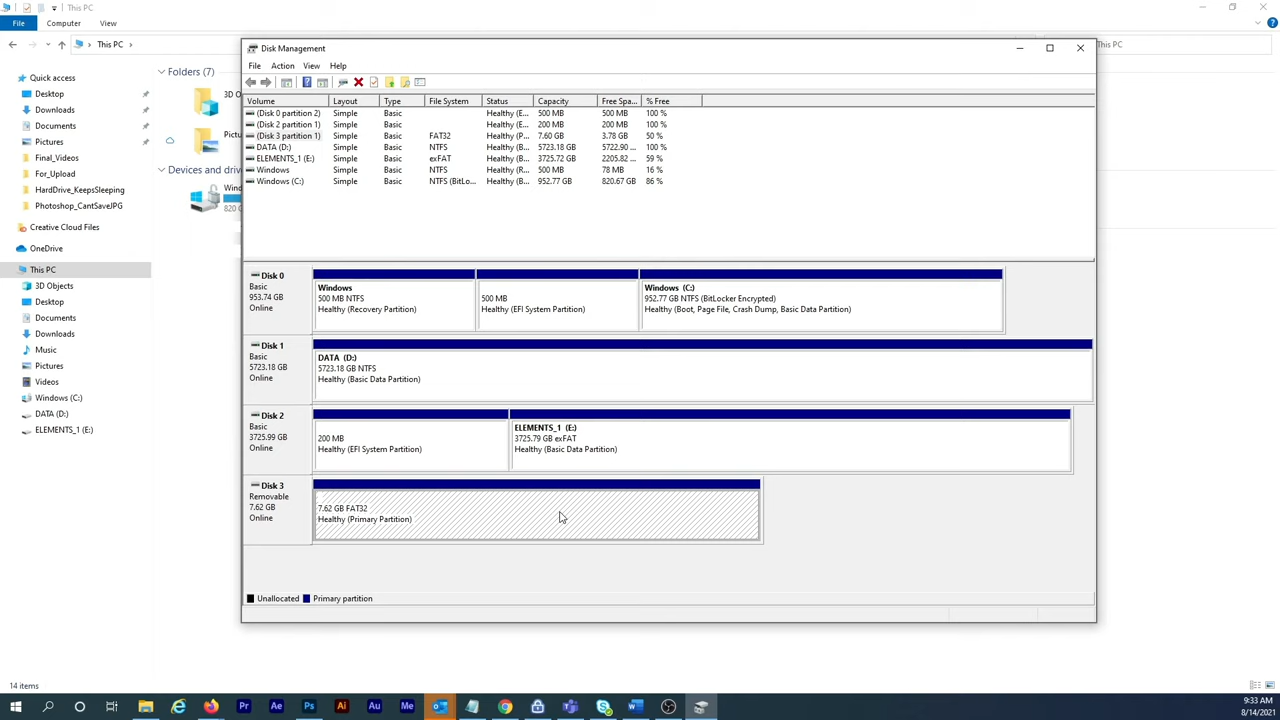 This PC
File
Computer
View
This PC
This PC
Quick access
Desktop
Downloads
Documents
Pictures
Final_Videos
For_Upload
HardDrive_KeepsSleeping
Photoshop_CantSaveJPG
Creative Cloud Files
OneDrive
This PC
3D Objects
Desktop
Documents
Downloads
Music
Pictures
Videos
Windows (C:)
DATA (D:)
ELEMENTS_1 (E:)
14 items
Folders (7)
3D O
Pictu
Devices and driv
Wind
820 G
Disk Management
File Action View Help
Volume Layout Type File System Status Capacity Free Spa... % Free
(Disk 0 partition 2) Simple Basic Healthy (E... 500 MB 500 MB 100 %
(Disk 2 partition 1) Simple Basic Healthy (E... 200 MB 200 MB 100 %
(Disk 3 partition 1) Simple Basic FAT32 Healthy (P... 7.60 GB 3.78 GB 50 %
DATA (D:) Simple Basic NTFS Healthy (B... 5723.18 GB 5722.90 ... 100 %
ELEMENTS_1 (E:) Simple Basic exFAT Healthy (B... 3725.72 GB 2205.82 ... 59 %
Windows Simple Basic NTFS Healthy (R... 500 MB 78 MB 16 %
Windows (C:) Simple Basic NTFS (BitLo... Healthy (B... 952.77 GB 820.67 GB 86 %
Disk 0
Basic
953.74 GB
Online
Windows
500 MB NTFS
Healthy (Recovery Partition)
500 MB
Healthy (EFI System Partition)
Windows (C:)
952.77 GB NTFS (BitLocker Encrypted)
Healthy (Boot, Page File, Crash Dump, Basic Data Partition)
Disk 1
Basic
5723.18 GB
Online
DATA (D:)
5723.18 GB NTFS
Healthy (Basic Data Partition)
Disk 2
Basic
3725.99 GB
Online
200 MB
Healthy (EFI System Partition)
ELEMENTS_1 (E:)
3725.79 GB exFAT
Healthy (Basic Data Partition)
Disk 3
Removable
7.62 GB
Online
7.62 GB FAT32
Healthy (Primary Partition)
Unallocated Primary partition
Pr Ae Ps Ai Au Me
9:33 AM
8/14/2021